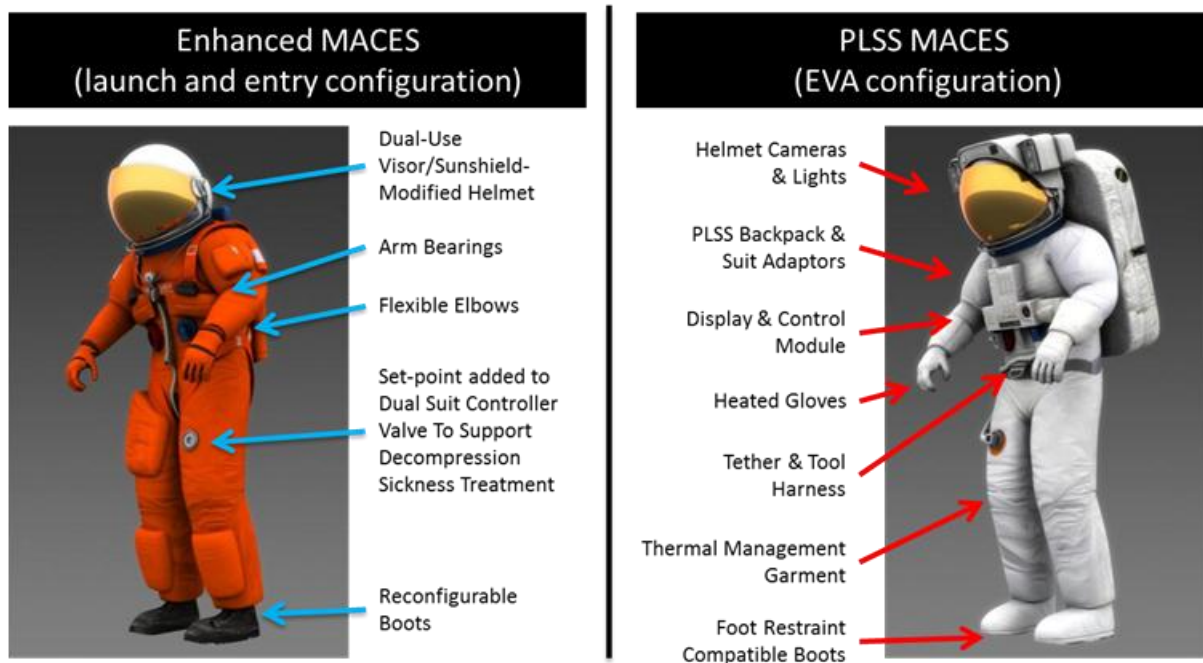 Enhanced MACES
(launch and entry configuration)
Dual-Use
Visor/Sunshield-
Modified Helmet
Arm Bearings
Flexible Elbows
Set-point added to
Dual Suit Controller
Valve To Support
Decompression
Sickness Treatment
Reconfigurable
Boots
PLSS MACES
(EVA configuration)
Helmet Cameras
& Lights
PLSS Backpack &
Suit Adaptors
Display & Control
Module
Heated Gloves
Tether & Tool
Harness
Thermal Management
Garment
Foot Restraint
Compatible Boots